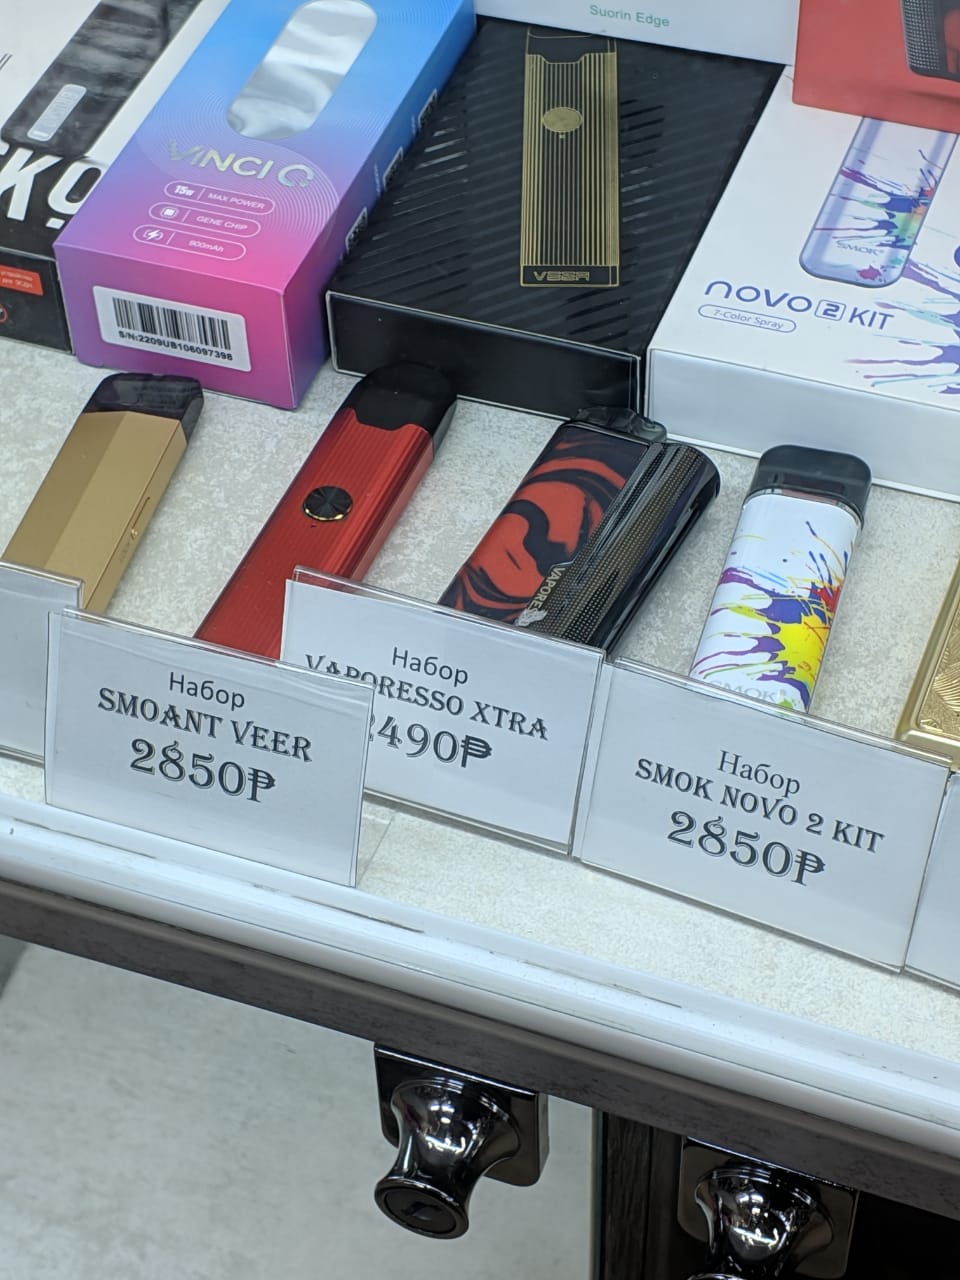 Suorin Edge
VINCI Q
15w MAX POWER
GENE CHIP
900mAh
S/N:2209UB106097398
VEER
SMOK
novo 2 KIT
7-Color Spray
VAPORE
SMOK
Набор
SMOANT VEER
2850₽
Набор
VAPORESSO XTRA
2490₽
Набор
SMOK NOVO 2 KIT
2850₽